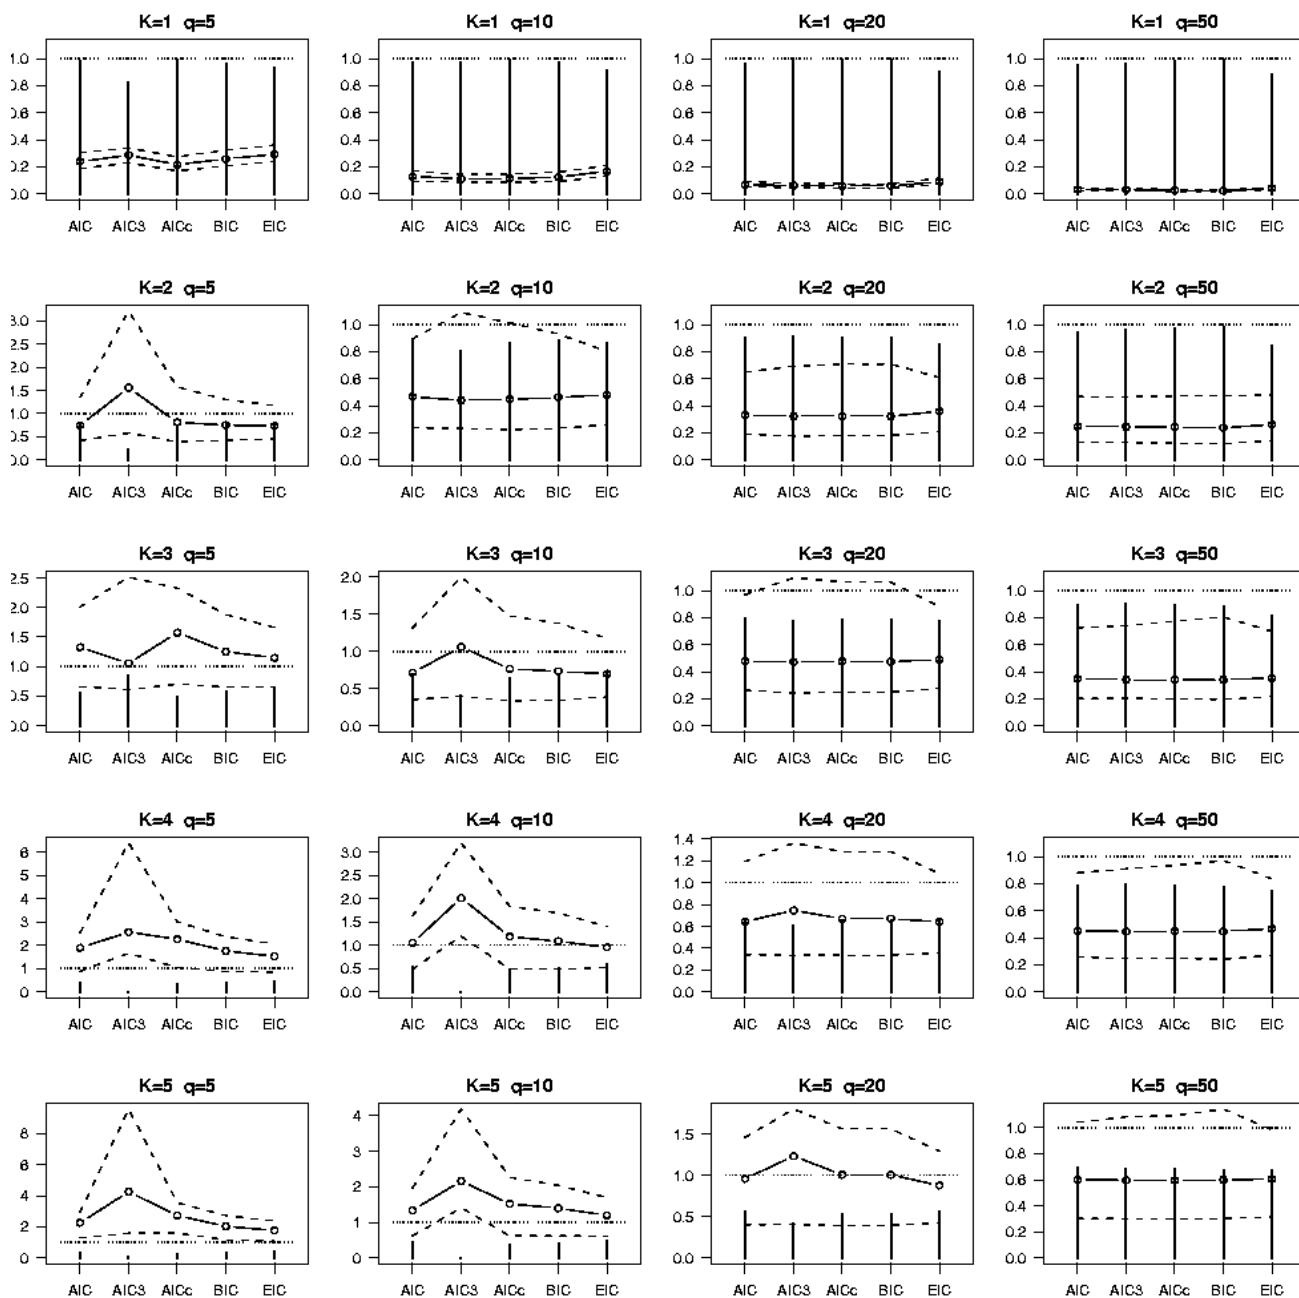 K=1 q=5 K=1 q=10 K=1 q=20 K=1 q=50
1.0 1.0 1.0 1.0
0.8 0.8 0.8 0.8
0.6 0.6 0.6 0.6
0.4 0.4 0.4 0.4
0.2 0.2 0.2 0.2
0.0 0.0 0.0 0.0
AIC AIC3 AICc BIC EIC AIC AIC3 AICc BIC EIC AIC AIC3 AICc BIC EIC AIC AIC3 AICc BIC EIC
K=2 q=5 K=2 q=10 K=2 q=20 K=2 q=50
3.0
2.5 1.0 1.0 1.0
2.0 0.8 0.8 0.8
1.5 0.6 0.6 0.6
1.0 0.4 0.4 0.4
0.5 0.2 0.2 0.2
0.0 0.0 0.0 0.0
AIC AIC3 AICc BIC EIC AIC AIC3 AICc BIC EIC AIC AIC3 AICc BIC EIC AIC AIC3 AICc BIC EIC
K=3 q=5 K=3 q=10 K=3 q=20 K=3 q=50
2.5 2.0 1.0 1.0
2.0 1.5 0.8 0.8
1.5 1.0 0.6 0.6
1.0 0.5 0.4 0.4
0.5 0.0 0.2 0.2
0.0 0.0 0.0
AIC AIC3 AICc BIC EIC AIC AIC3 AICc BIC EIC AIC AIC3 AICc BIC EIC AIC AIC3 AICc BIC EIC
K=4 q=5 K=4 q=10 K=4 q=20 K=4 q=50
1.4
6 3.0 1.2 1.0
5 2.5 1.0 0.8
4 2.0 0.8 0.6
3 1.5 0.6 0.4
2 1.0 0.4 0.2
1 0.5 0.2 0.0
0 0.0 0.0
AIC AIC3 AICc BIC EIC AIC AIC3 AICc BIC EIC AIC AIC3 AICc BIC EIC AIC AIC3 AICc BIC EIC
K=5 q=5 K=5 q=10 K=5 q=20 K=5 q=50
8 4 1.5 1.0
6 3 1.0 0.8
4 2 0.5 0.6
2 1 0.0 0.4
0 0 0.2
0.0
AIC AIC3 AICc BIC EIC AIC AIC3 AICc BIC EIC AIC AIC3 AICc BIC EIC AIC AIC3 AICc BIC EIC